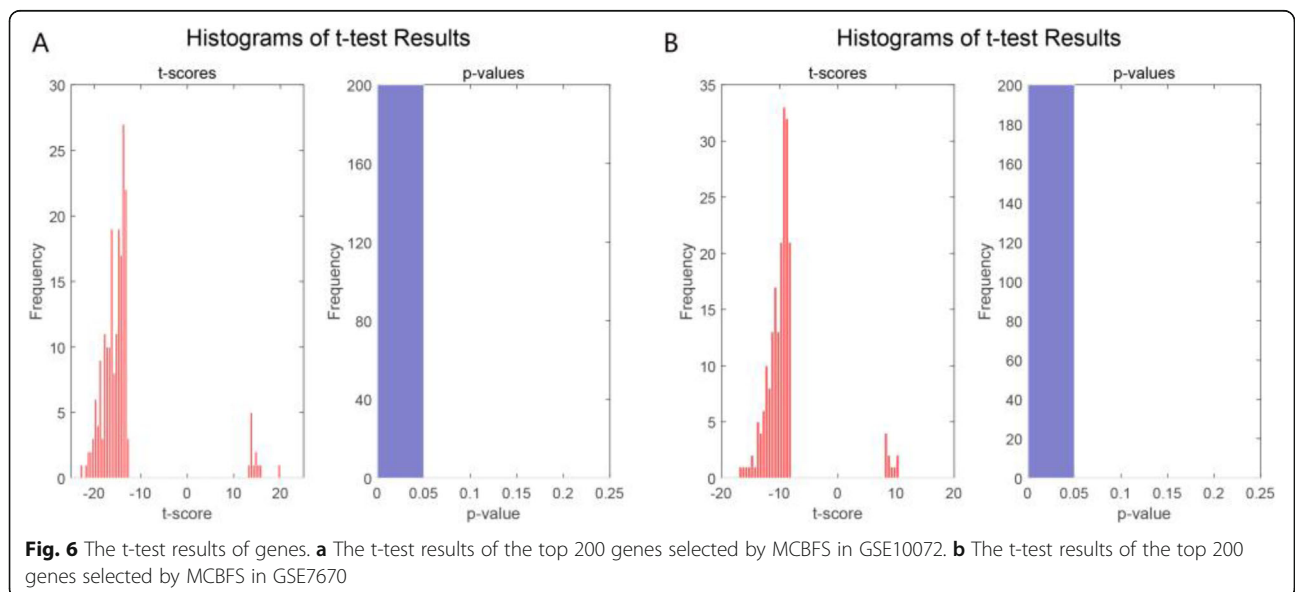 A
Histograms of t-test Results
t-scores
p-values
30
25
20
15
10
5
0
Frequency
-20 -10 0 10 20
t-score
200
160
120
80
40
0
Frequency
0 0.05 0.1 0.15 0.2 0.25
p-value
B
Histograms of t-test Results
t-scores
p-values
35
30
25
20
15
10
5
0
Frequency
-20 -10 0 10 20
t-score
200
180
160
140
120
100
80
60
40
20
0
Frequency
0 0.05 0.1 0.15 0.2 0.25
p-value
Fig. 6 The t-test results of genes. a The t-test results of the top 200 genes selected by MCBFS in GSE10072. b The t-test results of the top 200
genes selected by MCBFS in GSE7670